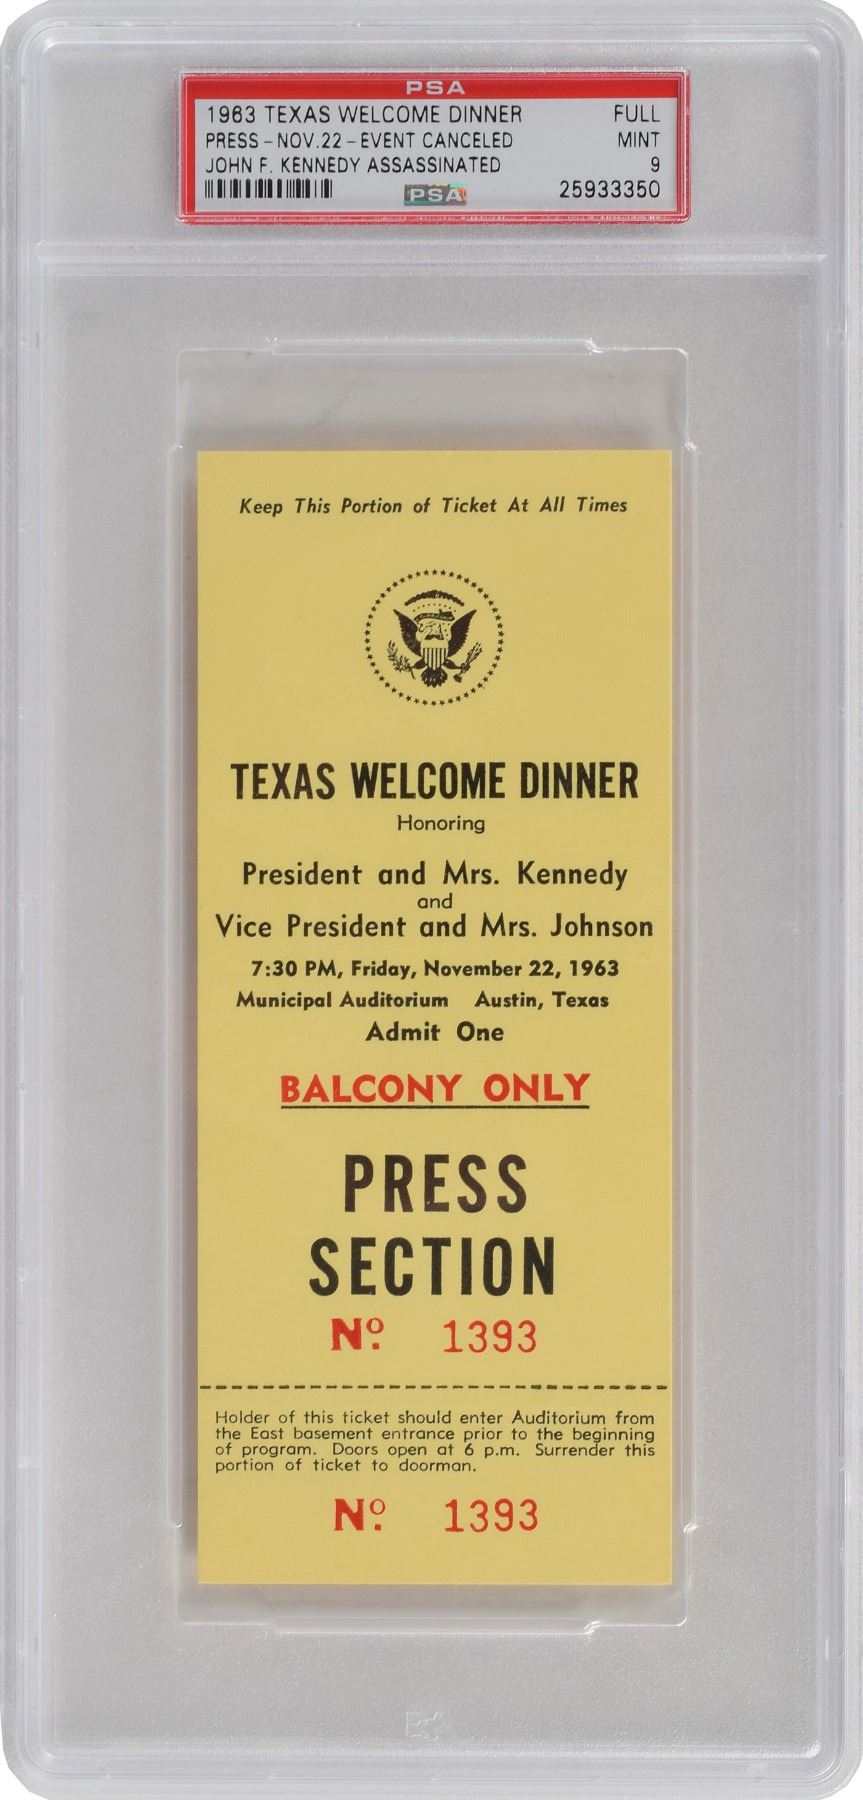 PSA
1963 TEXAS WELCOME DINNER FULL
PRESS - NOV.22 - EVENT CANCELED MINT
JOHN F. KENNEDY ASSASSINATED 9
PSA 25933350
Keep This Portion of Ticket At All Times
TEXAS WELCOME DINNER
Honoring
President and Mrs. Kennedy
and
Vice President and Mrs. Johnson
7:30 PM, Friday, November 22, 1963
Municipal Auditorium Austin, Texas
Admit One
BALCONY ONLY
PRESS
SECTION
Nº. 1393
Holder of this ticket should enter Auditorium from
the East basement entrance prior to the beginning
of program. Doors open at 6 p.m. Surrender this
portion of ticket to doorman.
Nº. 1393